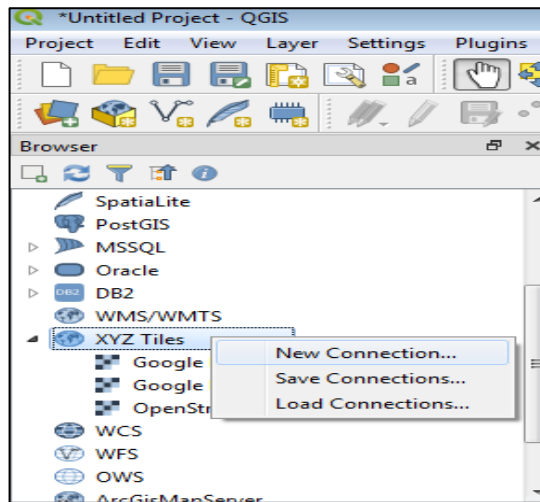 *Untitled Project - QGIS
Project Edit View Layer Settings Plugins
a
Browser
SpatiaLite
PostGIS
MSSQL
Oracle
DB2 DB2
WMS/WMTS
XYZ Tiles
New Connection...
Google
Save Connections...
Google
Load Connections...
OpenStr
WCS
WFS
OWS
ArcGisMapServer